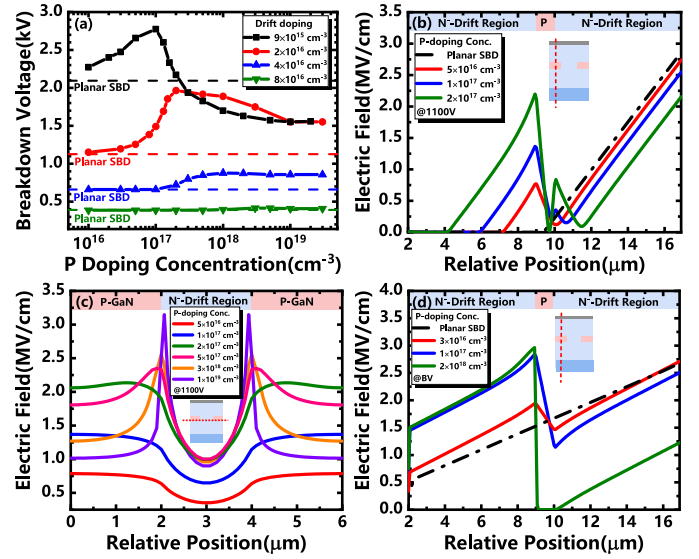 (a)
Drift doping
9×10¹⁵ cm⁻³
2×10¹⁶ cm⁻³
4×10¹⁶ cm⁻³
8×10¹⁶ cm⁻³
Planar SBD
Planar SBD
Planar SBD
Planar SBD
3.0
2.5
2.0
1.5
1.0
0.5
10¹⁶ 10¹⁷ 10¹⁸ 10¹⁹
Breakdown Voltage(kV)
P Doping Concentration(cm⁻³)
N⁻-Drift Region P N⁻-Drift Region
(b)
P-doping Conc.
Planar SBD
5×10¹⁶ cm⁻³
1×10¹⁷ cm⁻³
2×10¹⁷ cm⁻³
@1100V
3.5
3.0
2.5
2.0
1.5
1.0
0.5
0.0
2 4 6 8 10 12 14 16
Electric Field(MV/cm)
Relative Position(μm)
P-GaN N⁻-Drift Region P-GaN
(c)
P-doping Conc.
5×10¹⁶ cm⁻³
1×10¹⁷ cm⁻³
2×10¹⁷ cm⁻³
5×10¹⁷ cm⁻³
3×10¹⁸ cm⁻³
1×10¹⁹ cm⁻³
@1100V
3.5
3.0
2.5
2.0
1.5
1.0
0.5
0 1 2 3 4 5 6
Electric Field(MV/cm)
Relative Position(μm)
N⁻-Drift Region P N⁻-Drift Region
(d)
P-doping Conc.
Planar SBD
3×10¹⁶ cm⁻³
1×10¹⁷ cm⁻³
2×10¹⁸ cm⁻³
@BV
4.0
3.5
3.0
2.5
2.0
1.5
1.0
0.5
0.0
2 4 6 8 10 12 14 16
Electric Field(MV/cm)
Relative Position(μm)